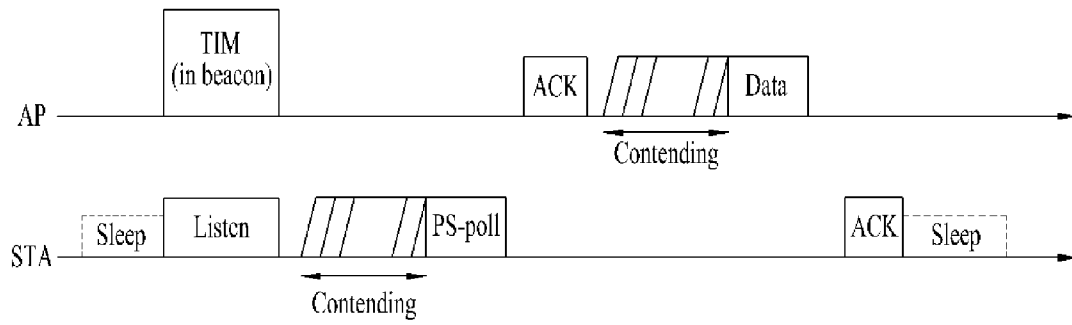 TIM
(in beacon)
ACK
Data
AP
Contending
Sleep
Listen
PS-poll
ACK
Sleep
STA
Contending